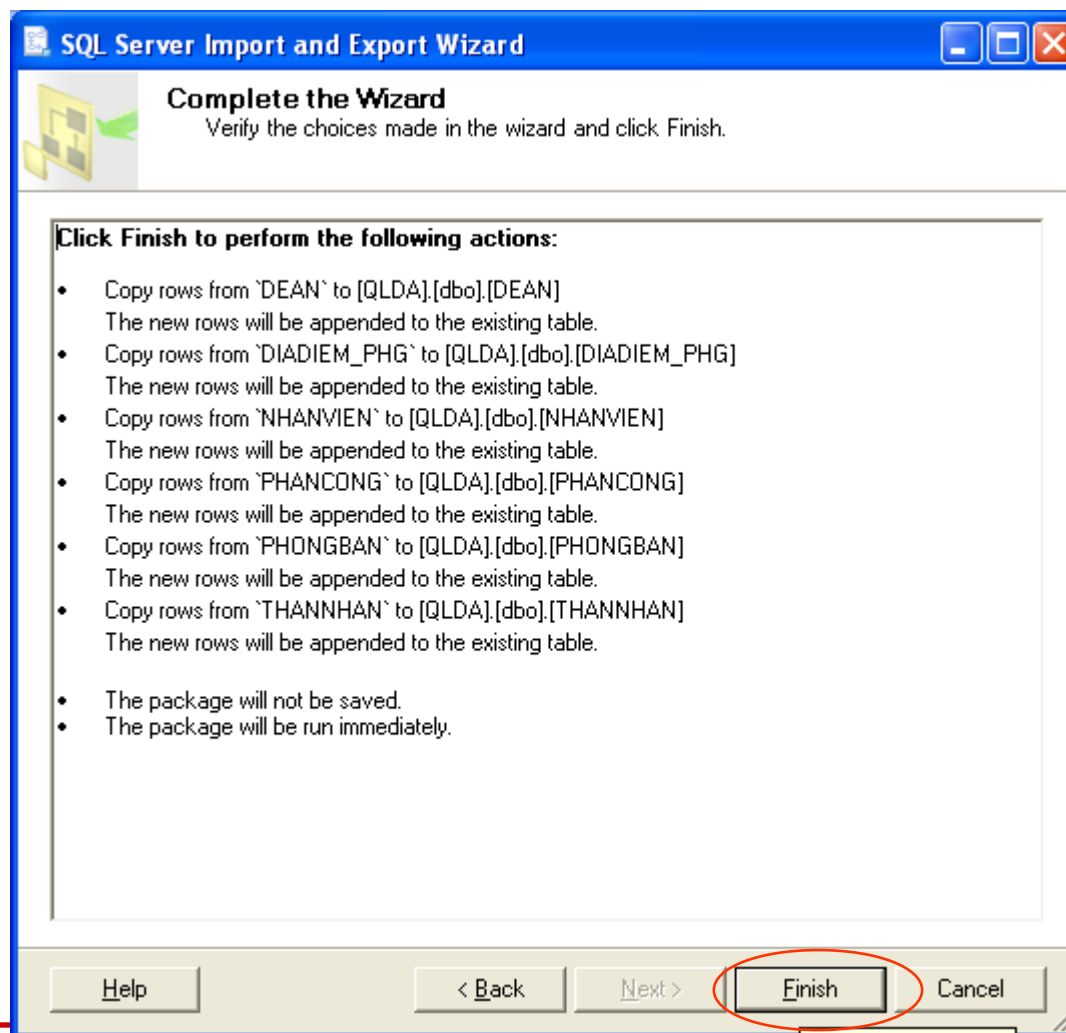 SQL Server Import and Export Wizard
Complete the Wizard
Verify the choices made in the wizard and click Finish.
Click Finish to perform the following actions:
• Copy rows from `DEAN` to [QLDA].[dbo].[DEAN]
The new rows will be appended to the existing table.
• Copy rows from `DIADIEM_PHG` to [QLDA].[dbo].[DIADIEM_PHG]
The new rows will be appended to the existing table.
• Copy rows from `NHANVIEN` to [QLDA].[dbo].[NHANVIEN]
The new rows will be appended to the existing table.
• Copy rows from `PHANCONG` to [QLDA].[dbo].[PHANCONG]
The new rows will be appended to the existing table.
• Copy rows from `PHONGBAN` to [QLDA].[dbo].[PHONGBAN]
The new rows will be appended to the existing table.
• Copy rows from `THANNHAN` to [QLDA].[dbo].[THANNHAN]
The new rows will be appended to the existing table.
• The package will not be saved.
• The package will be run immediately.
Help < Back Next > Finish Cancel